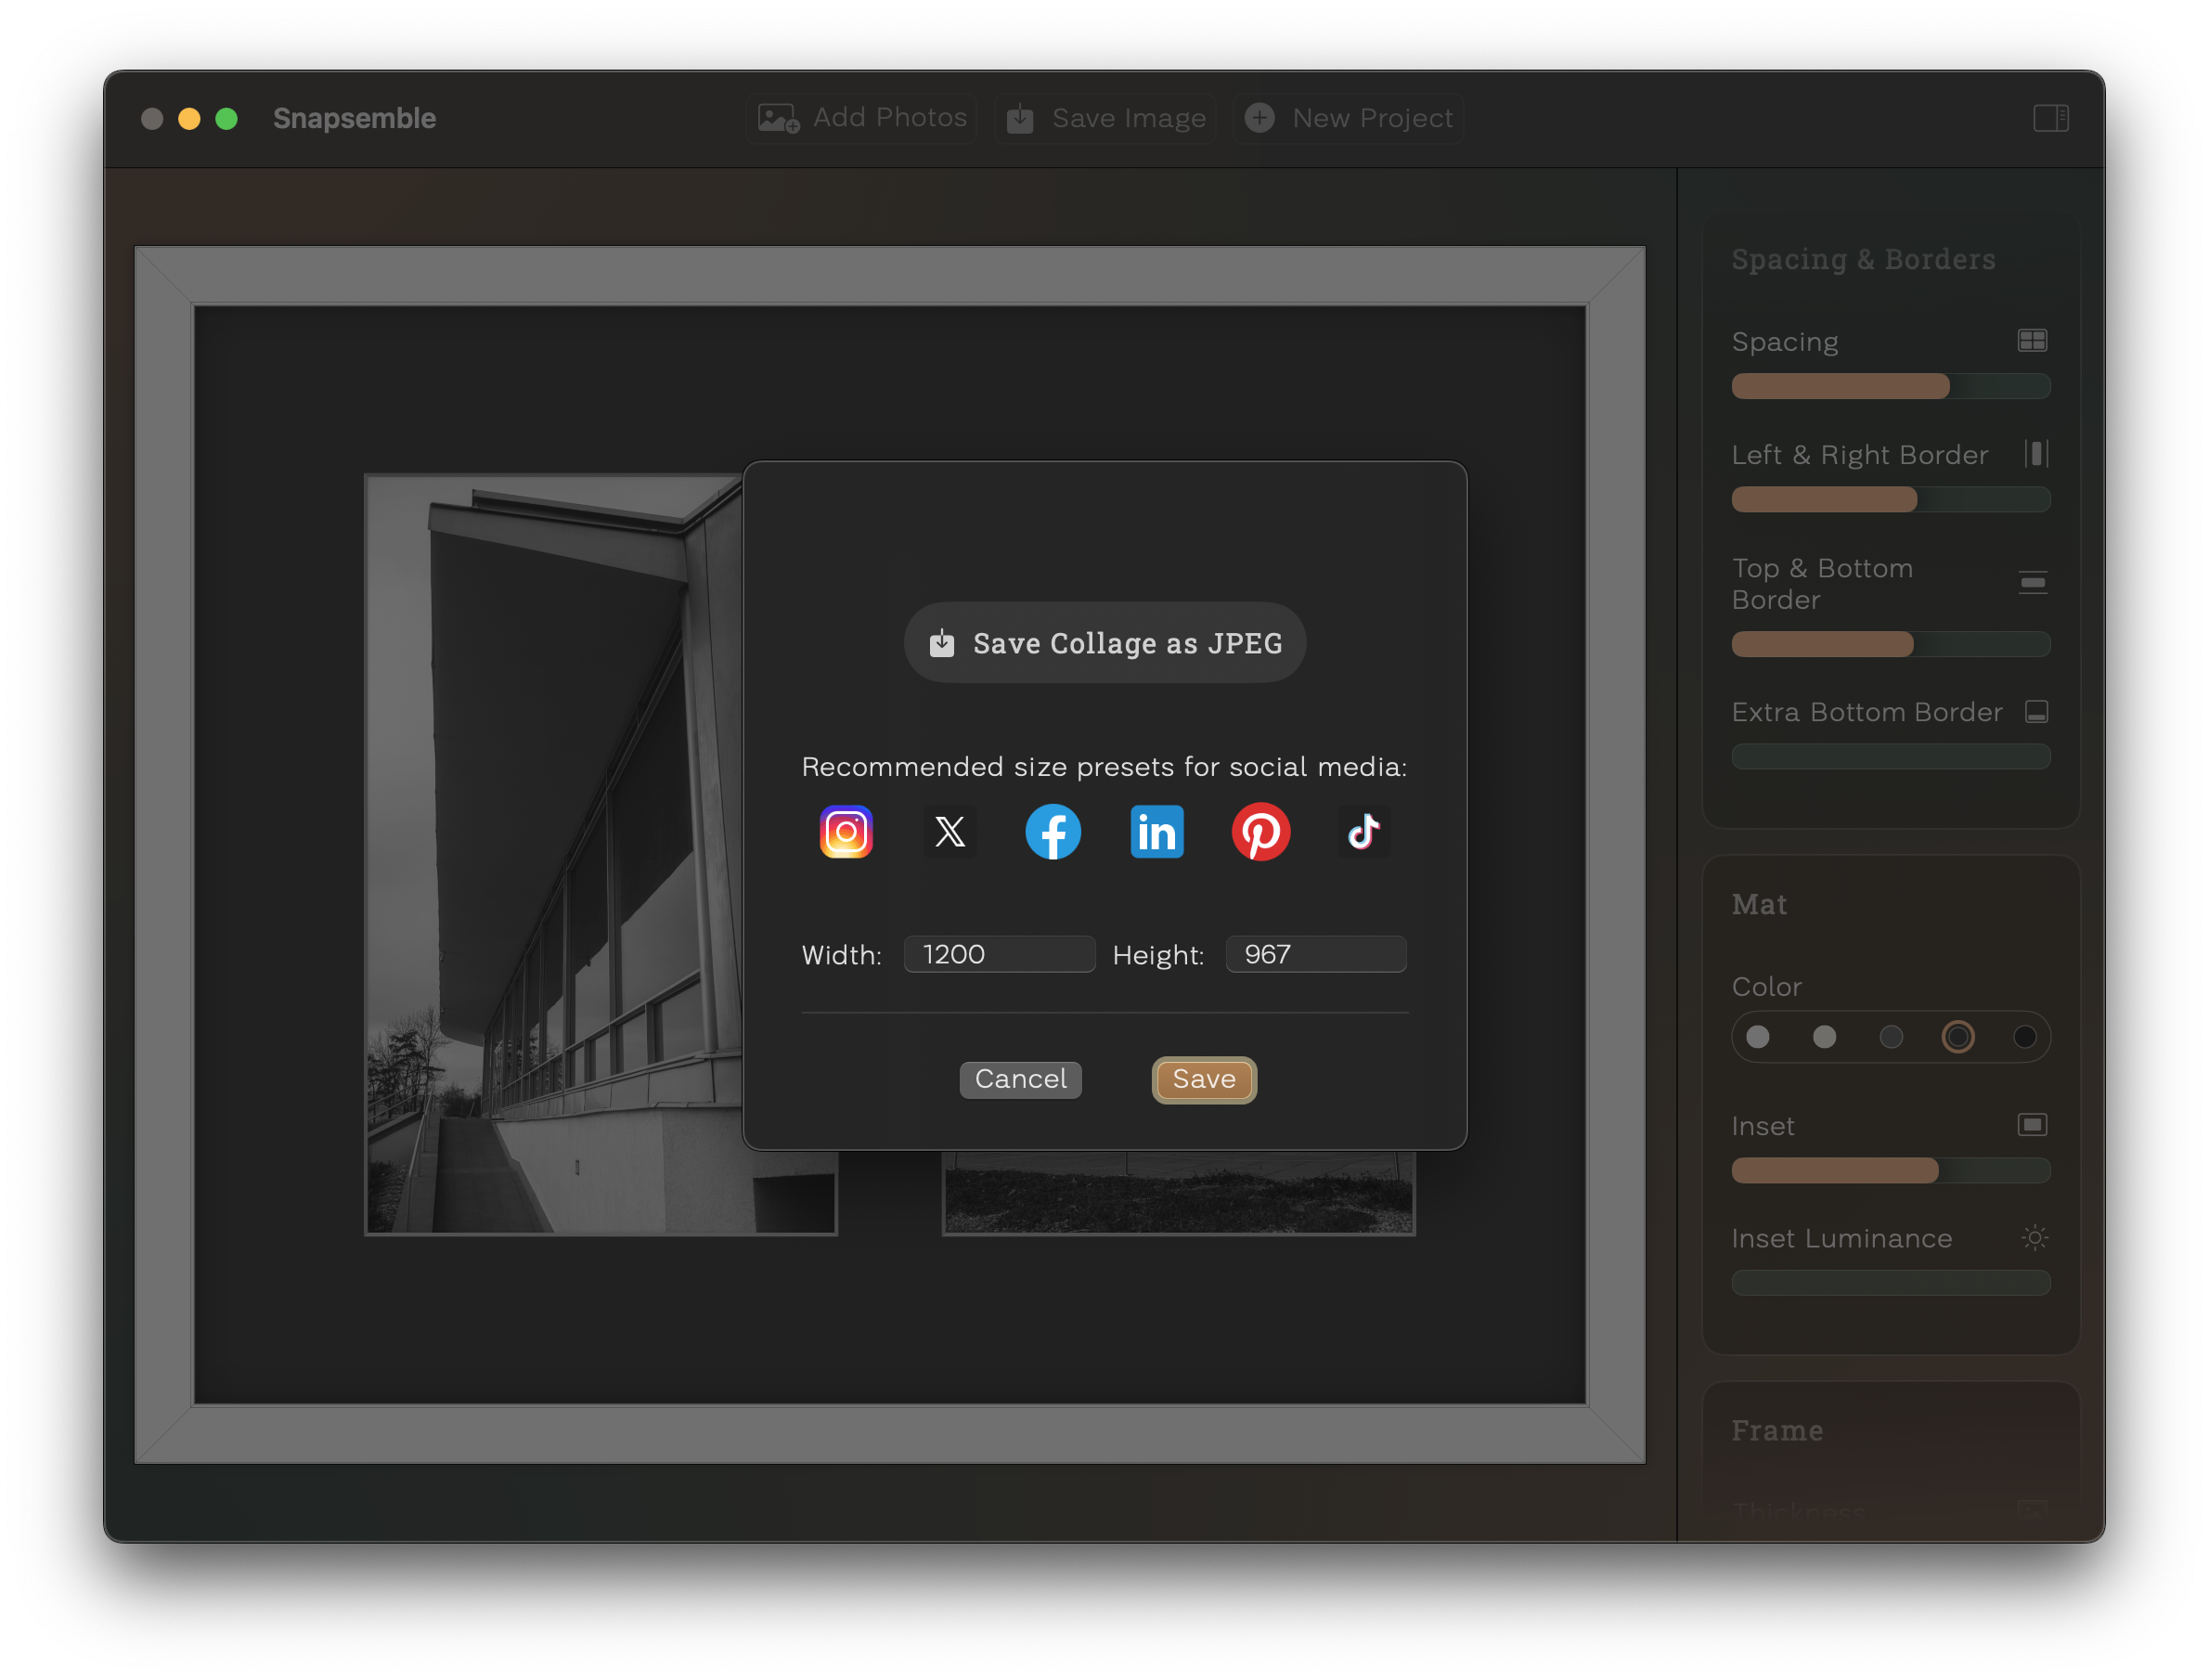 Snapsemble
Add Photos
Save Image
New Project
Spacing & Borders
Spacing
Left & Right Border
Top & Bottom
Border
Extra Bottom Border
Mat
Color
Inset
Inset Luminance
Frame
Thickness
Save Collage as JPEG
Recommended size presets for social media:
Width: 1200 Height: 967
Cancel
Save